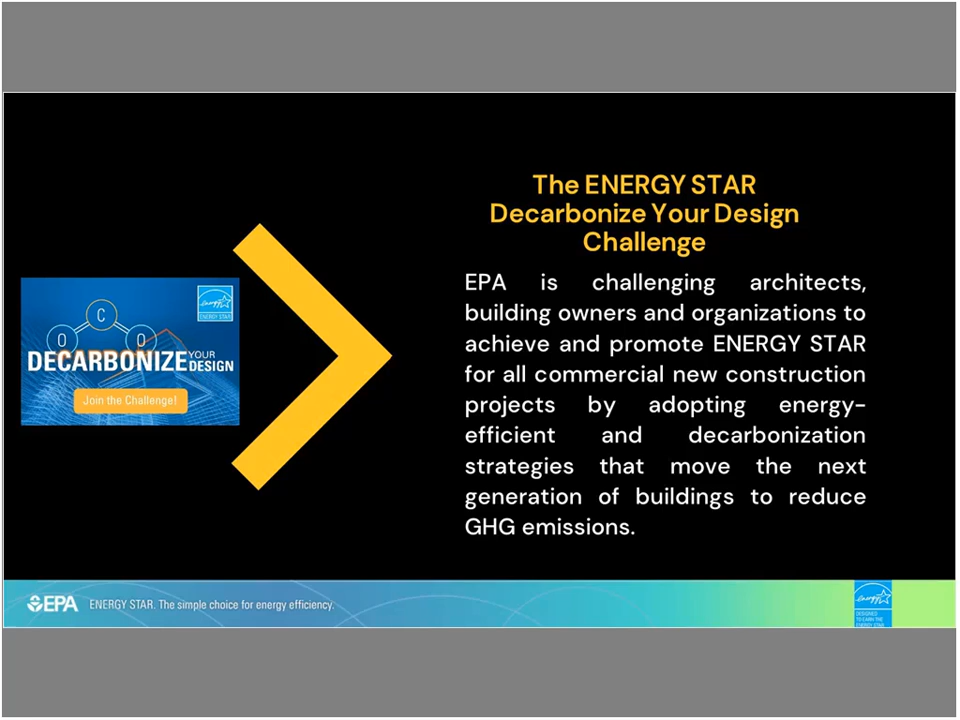 The ENERGY STAR
Decarbonize Your Design
Challenge
EPA is challenging architects,
building owners and organizations to
achieve and promote ENERGY STAR
for all commercial new construction
projects by adopting energy-
efficient and decarbonization
strategies that move the next
generation of buildings to reduce
GHG emissions.
energy
ENERGY STAR
C
O O
DECARBONIZE YOUR DESIGN
Join the Challenge!
EPA ENERGY STAR. The simple choice for energy efficiency.
energy
DESIGNED
TO EARN THE
ENERGY STAR